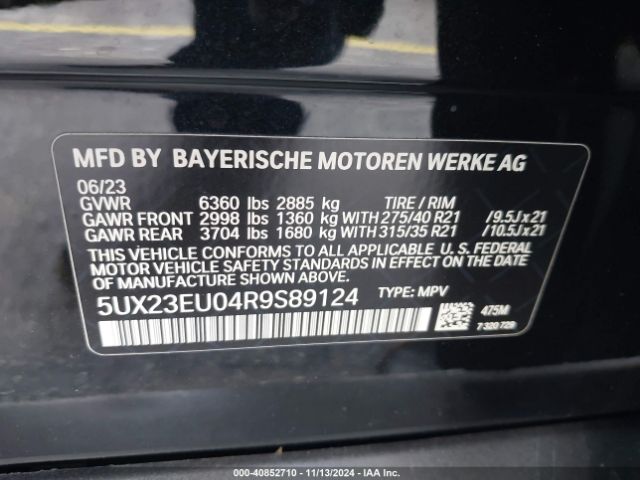 MFD BY BAYERISCHE MOTOREN WERKE AG
06/23
GVWR 6360 lbs 2885 kg TIRE / RIM
GAWR FRONT 2998 lbs 1360 kg WITH 275/40 R21 /9.5Jx21
GAWR REAR 3704 lbs 1680 kg WITH 315/35 R21 /10.5Jx21
THIS VEHICLE CONFORMS TO ALL APPLICABLE U. S. FEDERAL
MOTOR VEHICLE SAFETY STANDARDS IN EFFECT ON THE DATE
OF MANUFACTURE SHOWN ABOVE.
5UX23EU04R9S89124 TYPE: MPV
475M
7 320 729
000-40852710 - 11/13/2024 - IAA Inc.